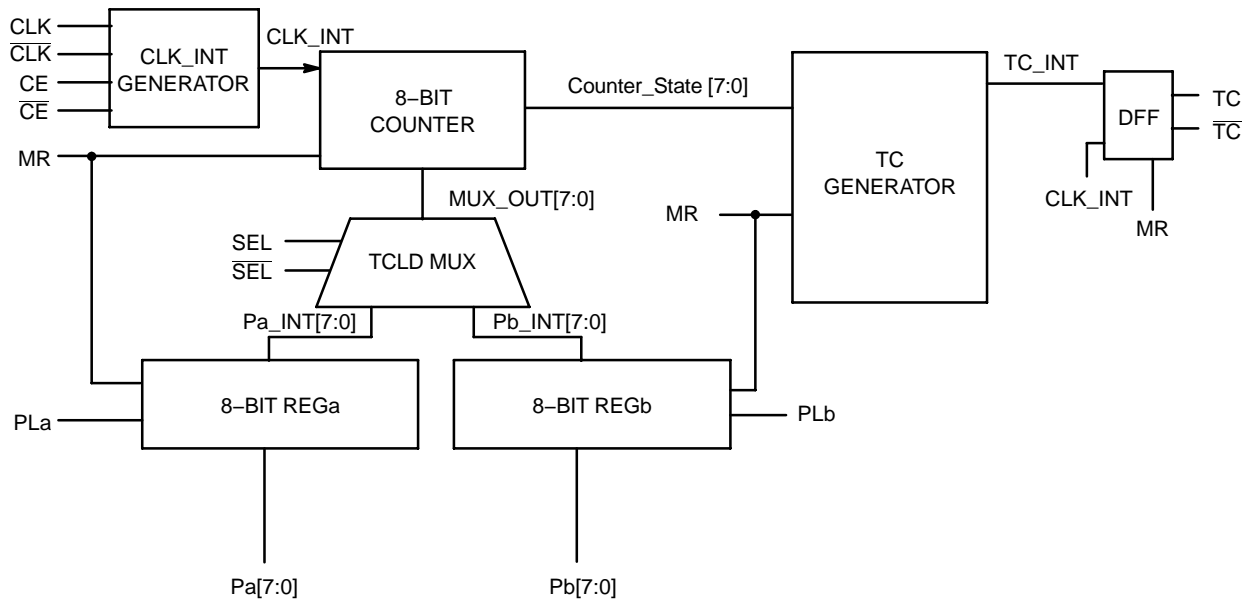 CLK
CLK
CE
CE
CLK_INT
GENERATOR
CLK_INT
8−BIT
COUNTER
MR
Counter_State [7:0]
TC
GENERATOR
TC_INT
DFF
TC
TC
CLK_INT
MR
MR
MUX_OUT[7:0]
SEL
SEL
TCLD MUX
Pa_INT[7:0]
Pb_INT[7:0]
8−BIT REGa
8−BIT REGb
PLa
PLb
Pa[7:0]
Pb[7:0]